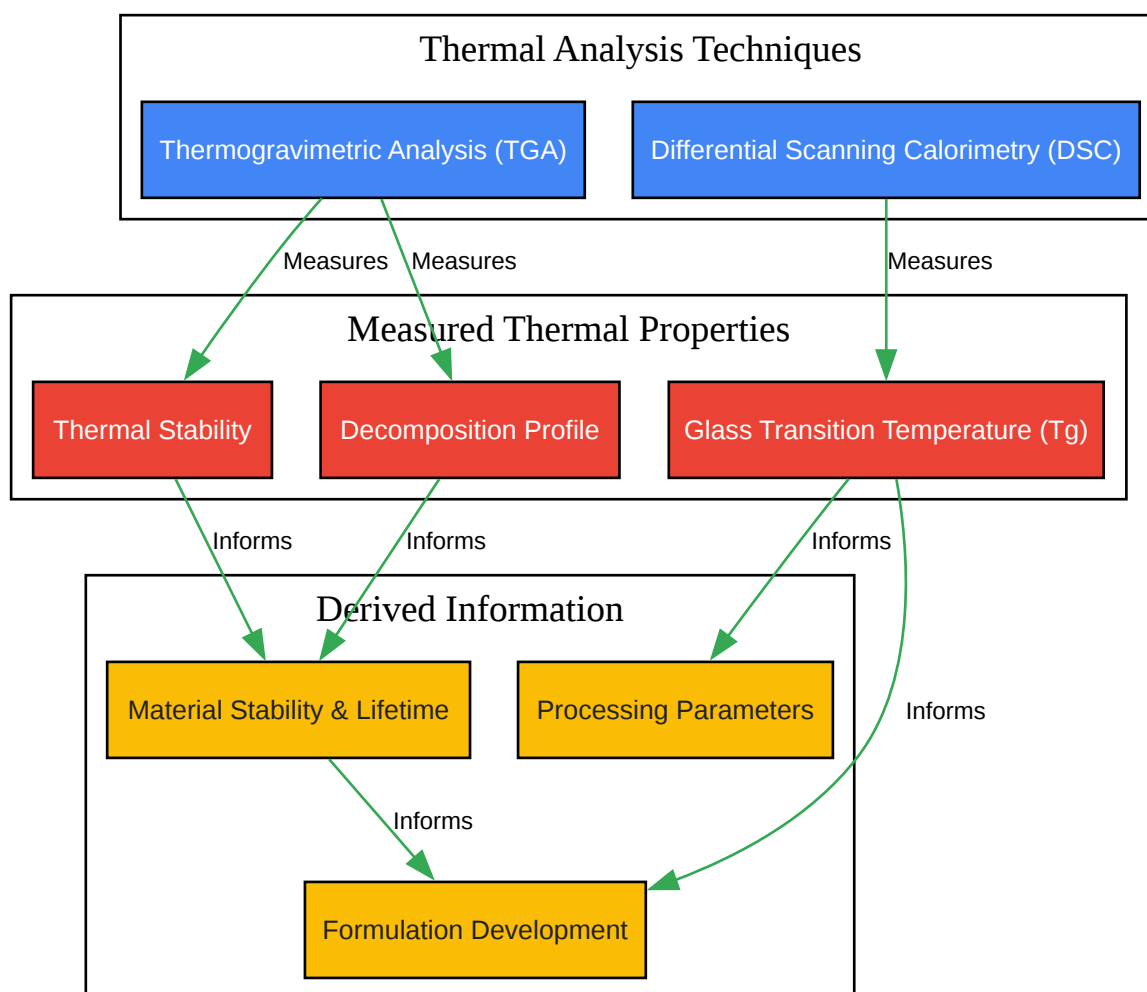 Thermal Analysis Techniques
Thermogravimetric Analysis (TGA)
Differential Scanning Calorimetry (DSC)
Measures
Measures
Measures
Measured Thermal Properties
Thermal Stability
Decomposition Profile
Glass Transition Temperature (Tg)
Informs
Informs
Informs
Derived Information
Material Stability & Lifetime
Processing Parameters
Informs
Informs
Formulation Development